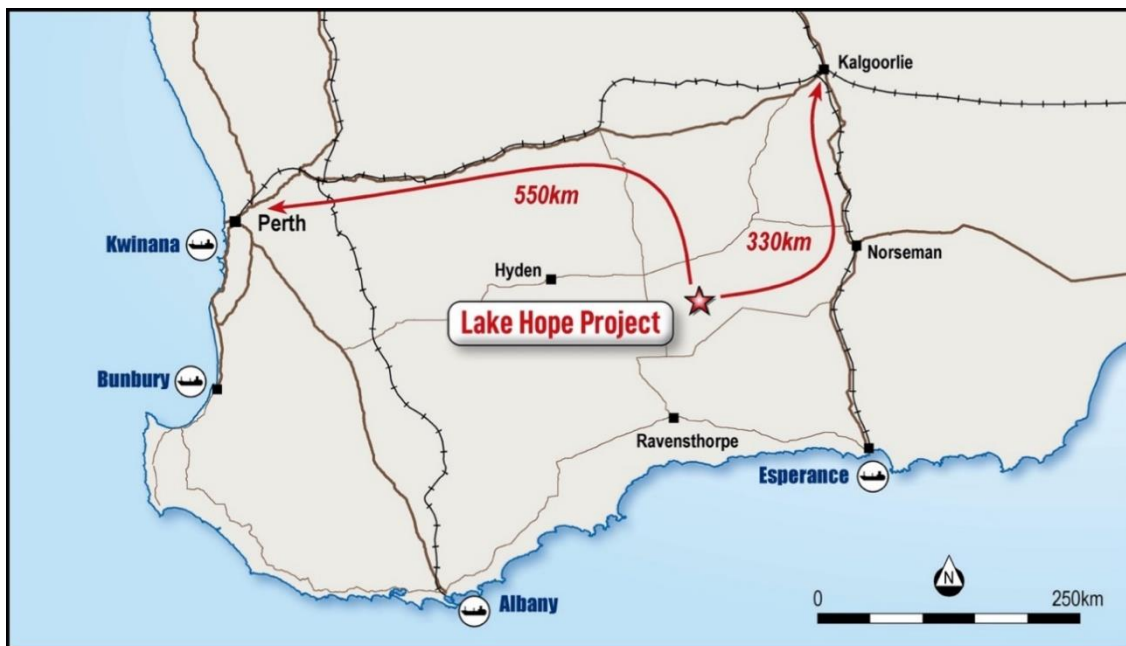 Kalgoorlie
550km
Perth
Kwinana
330km
Norseman
Hyden
Lake Hope Project
Bunbury
Ravensthorpe
Esperance
Albany
N
0
250km